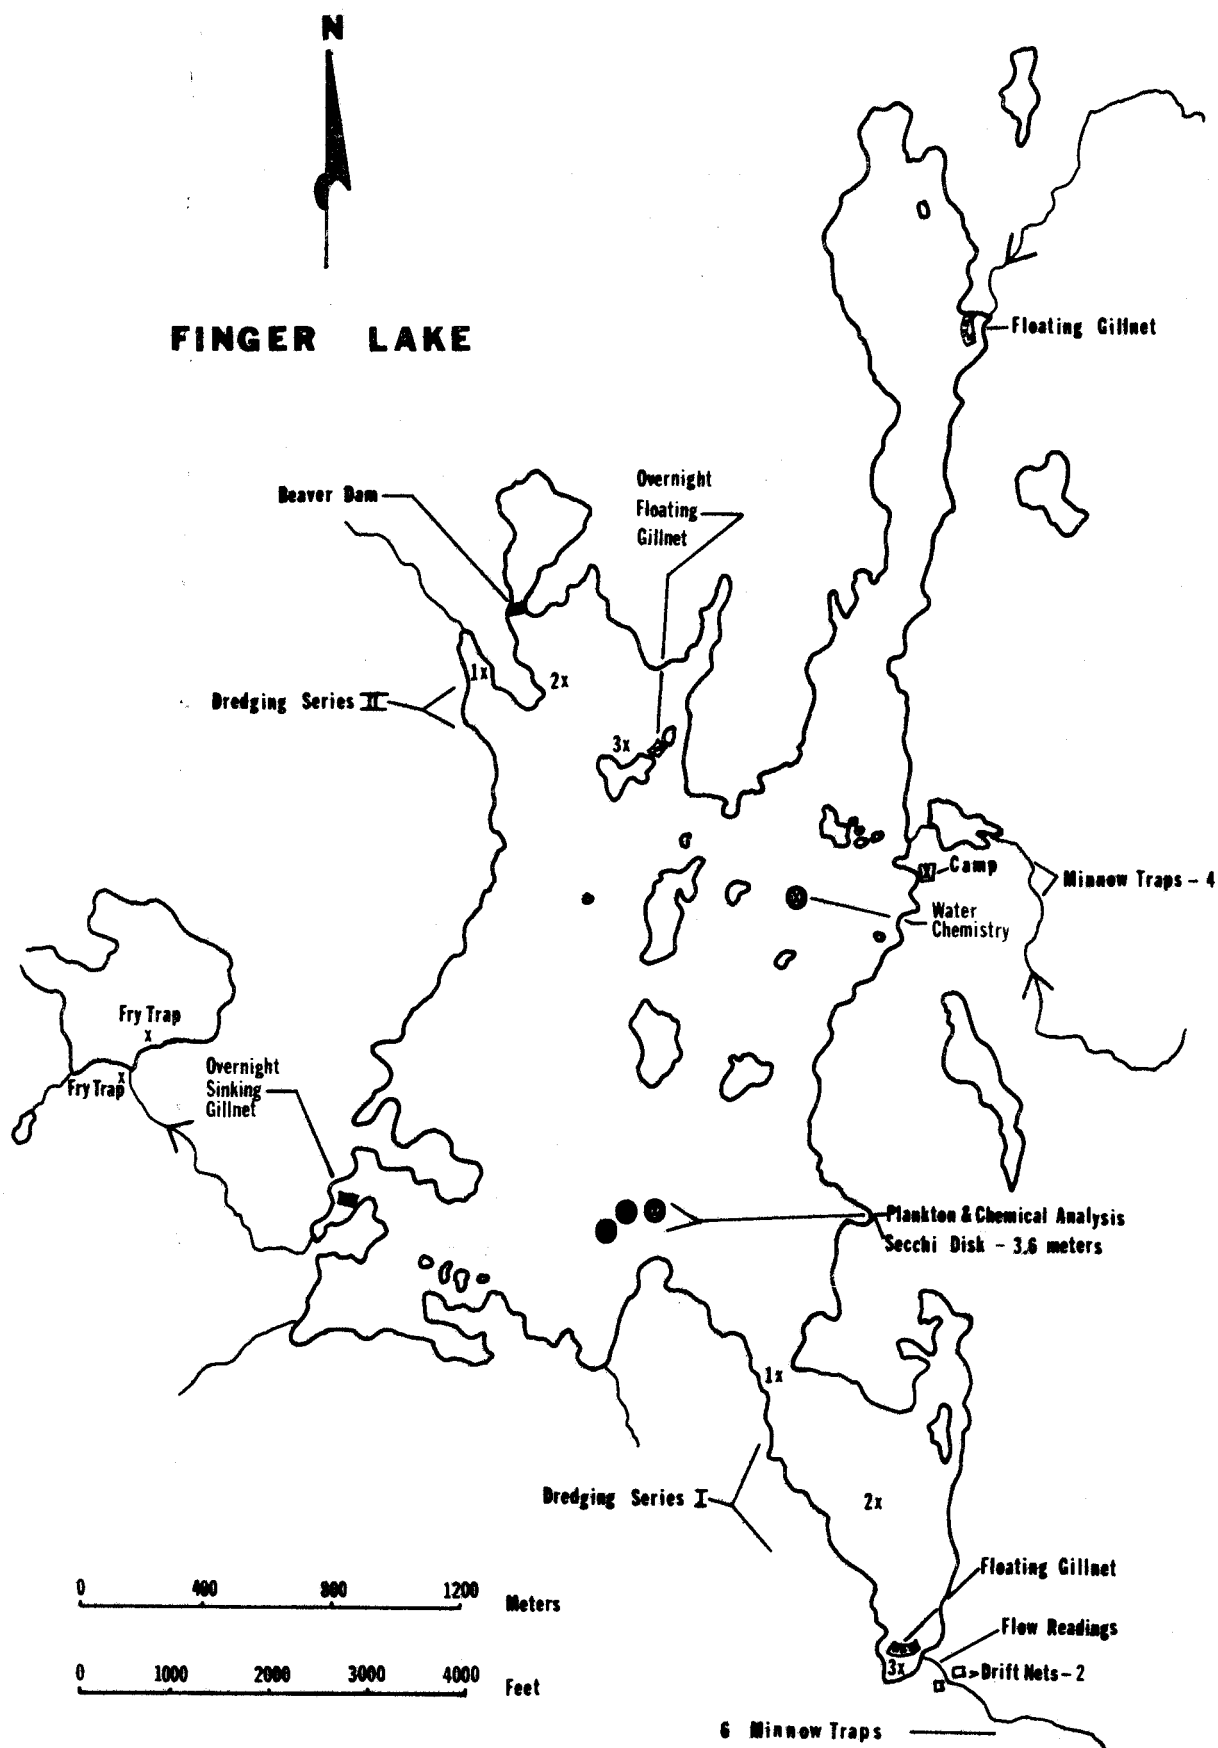 N
FINGER LAKE
Floating Gillnet
Beaver Dam
Overnight
Floating
Gillnet
1x
2x
Dredging Series II
3x
Camp
Minnow Traps - 4
Water
Chemistry
Fry Trap
x
x
Fry Trap
Overnight
Sinking
Gillnet
Plankton & Chemical Analysis
Secchi Disk - 3.6 meters
1x
Dredging Series I
2x
Floating Gillnet
0 400 800 1200
Meters
Flow Readings
3x
Drift Nets - 2
0 1000 2000 3000 4000
Feet
6 Minnow Traps